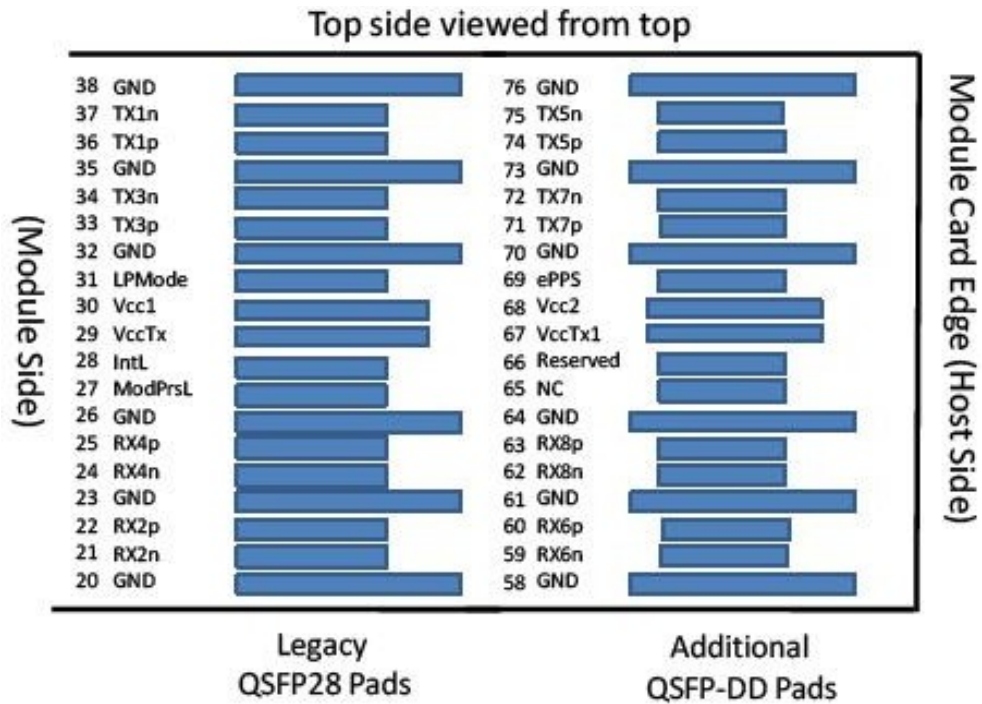 Top side viewed from top
(Module Side)
38 GND
37 TX1n
36 TX1p
35 GND
34 TX3n
33 TX3p
32 GND
31 LPMode
30 Vcc1
29 VccTx
28 IntL
27 ModPrsL
26 GND
25 RX4p
24 RX4n
23 GND
22 RX2p
21 RX2n
20 GND
Legacy
QSFP28 Pads
76 GND
75 TX5n
74 TX5p
73 GND
72 TX7n
71 TX7p
70 GND
69 ePPS
68 Vcc2
67 VccTx1
66 Reserved
65 NC
64 GND
63 RX8p
62 RX8n
61 GND
60 RX6p
59 RX6n
58 GND
Additional
QSFP-DD Pads
Module Card Edge (Host Side)